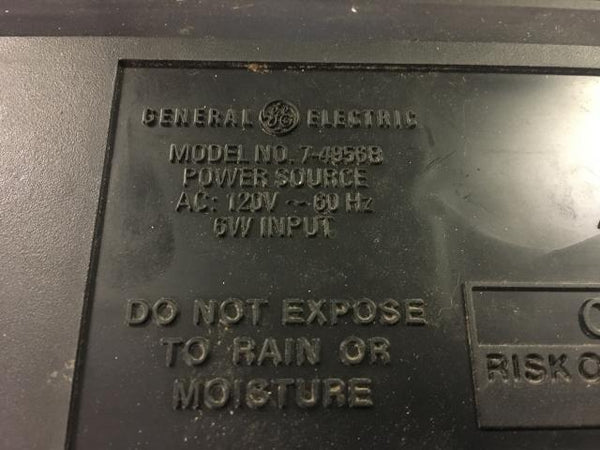 GENERAL GE ELECTRIC
MODEL NO. 7-4956B
POWER SOURCE
AC: 120V ~ 60 Hz
6W INPUT
DO NOT EXPOSE
TO RAIN OR
MOISTURE
RISK